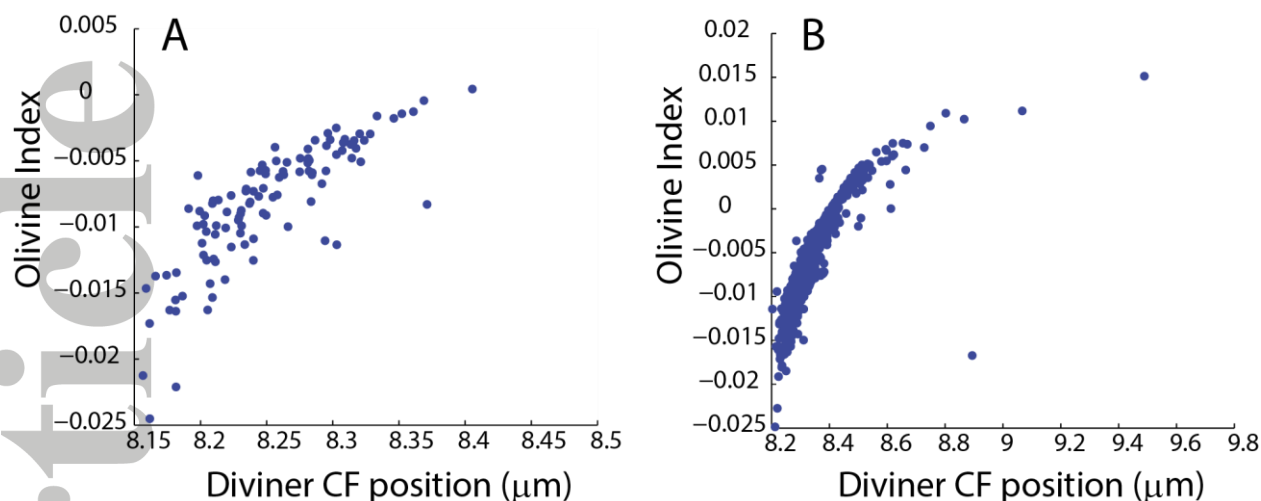 A
0.005
0
−0.005
−0.01
−0.015
−0.02
−0.025
Olivine Index
8.15 8.2 8.25 8.3 8.35 8.4 8.45 8.5
Diviner CF position (μm)
B
0.02
0.015
0.01
0.005
0
−0.005
−0.01
−0.015
−0.02
−0.025
Olivine Index
8.2 8.4 8.6 8.8 9 9.2 9.4 9.6 9.8
Diviner CF position (μm)
ticle